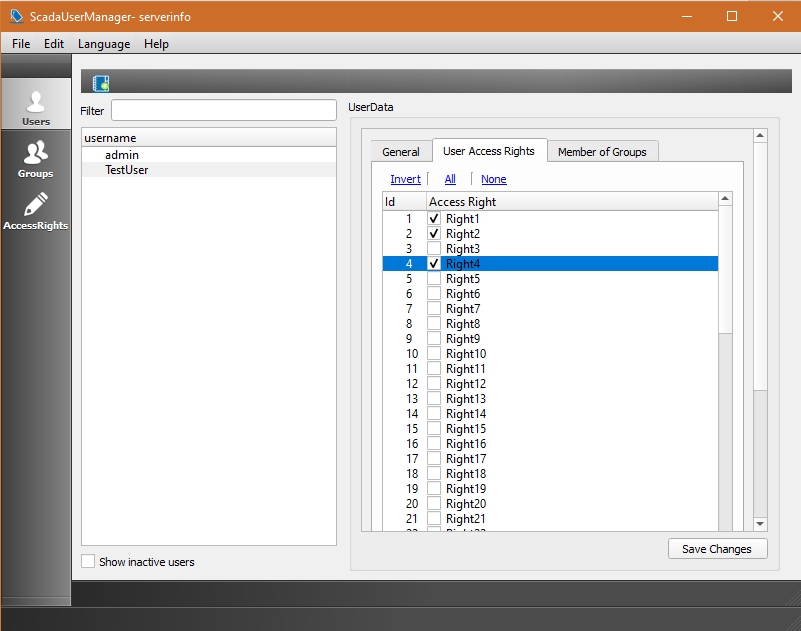 ScadaUserManager- serverinfo
File Edit Language Help
Users
Groups
AccessRights
Filter
username
admin
TestUser
Show inactive users
UserData
General User Access Rights Member of Groups
Invert All None
Id Access Right
1 Right1
2 Right2
3 Right3
4 Right4
5 Right5
6 Right6
7 Right7
8 Right8
9 Right9
10 Right10
11 Right11
12 Right12
13 Right13
14 Right14
15 Right15
16 Right16
17 Right17
18 Right18
19 Right19
20 Right20
21 Right21
Save Changes